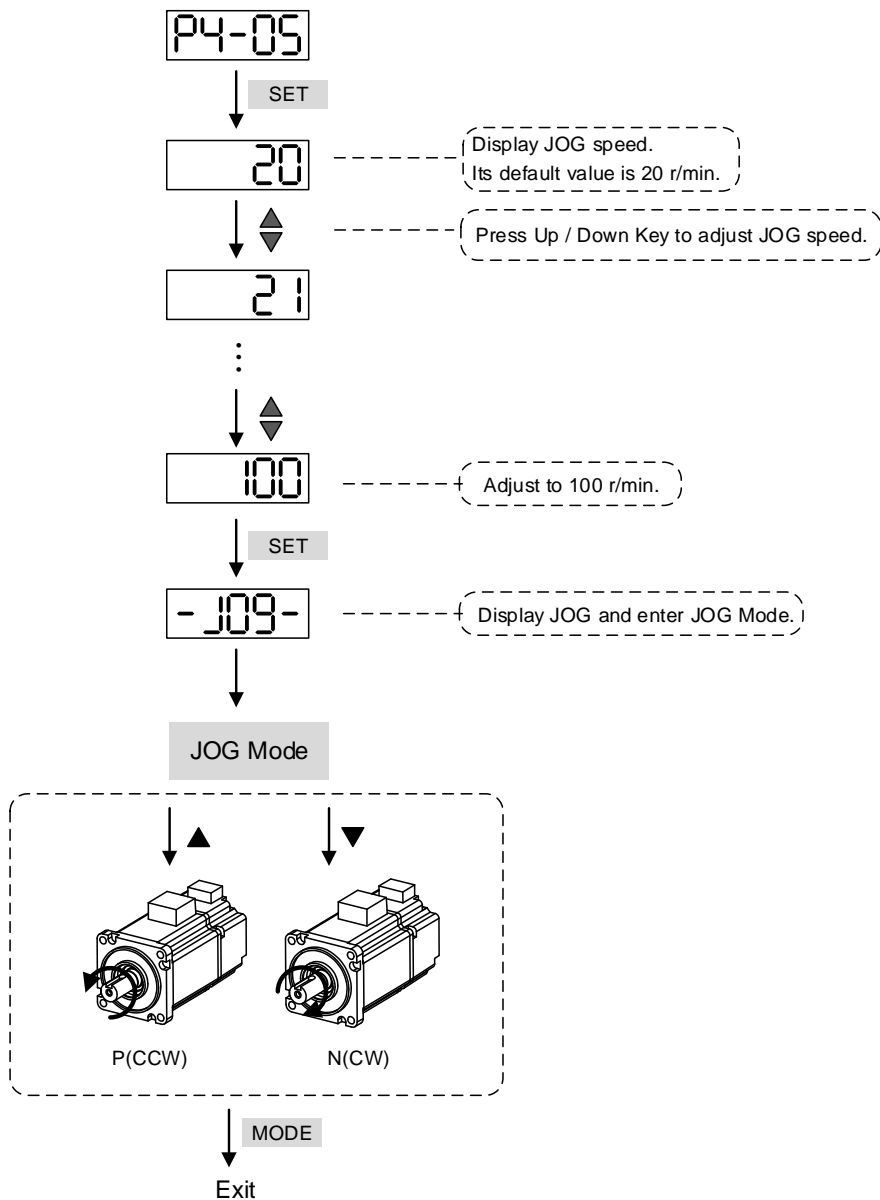 P4-05
SET
20
Display JOG speed.
Its default value is 20 r/min.
Press Up / Down Key to adjust JOG speed.
21
100
Adjust to 100 r/min.
SET
-JOG-
Display JOG and enter JOG Mode.
JOG Mode
P(CCW)
N(CW)
MODE
Exit